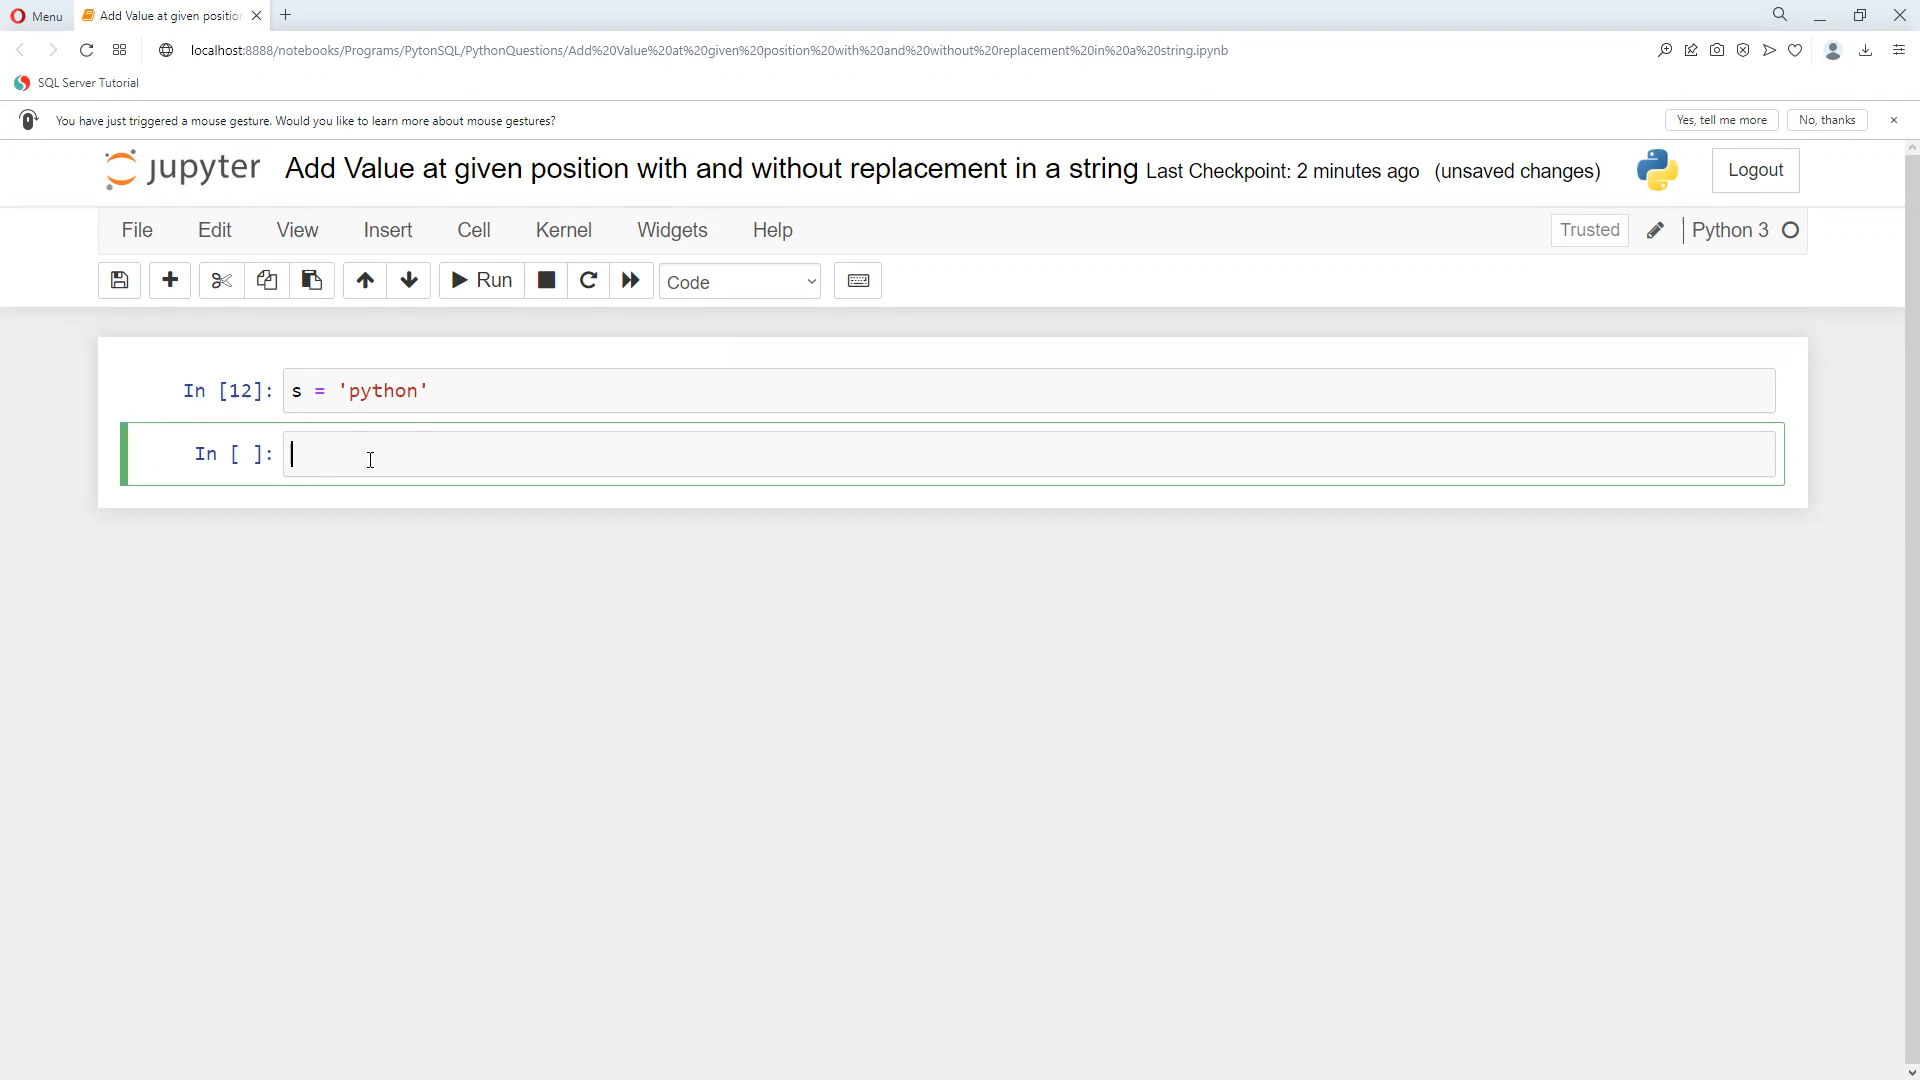 Menu
Add Value at given position
localhost:8888/notebooks/Programs/PytonSQL/PythonQuestions/Add%20Value%20at%20given%20position%20with%20and%20without%20replacement%20in%20a%20string.ipynb
SQL Server Tutorial
You have just triggered a mouse gesture. Would you like to learn more about mouse gestures?
Yes, tell me more
No, thanks
jupyter
Add Value at given position with and without replacement in a string
Last Checkpoint: 2 minutes ago
(unsaved changes)
Logout
File
Edit
View
Insert
Cell
Kernel
Widgets
Help
Trusted
Python 3
Run
Code
In [12]:
s = 'python'
In [ ]: